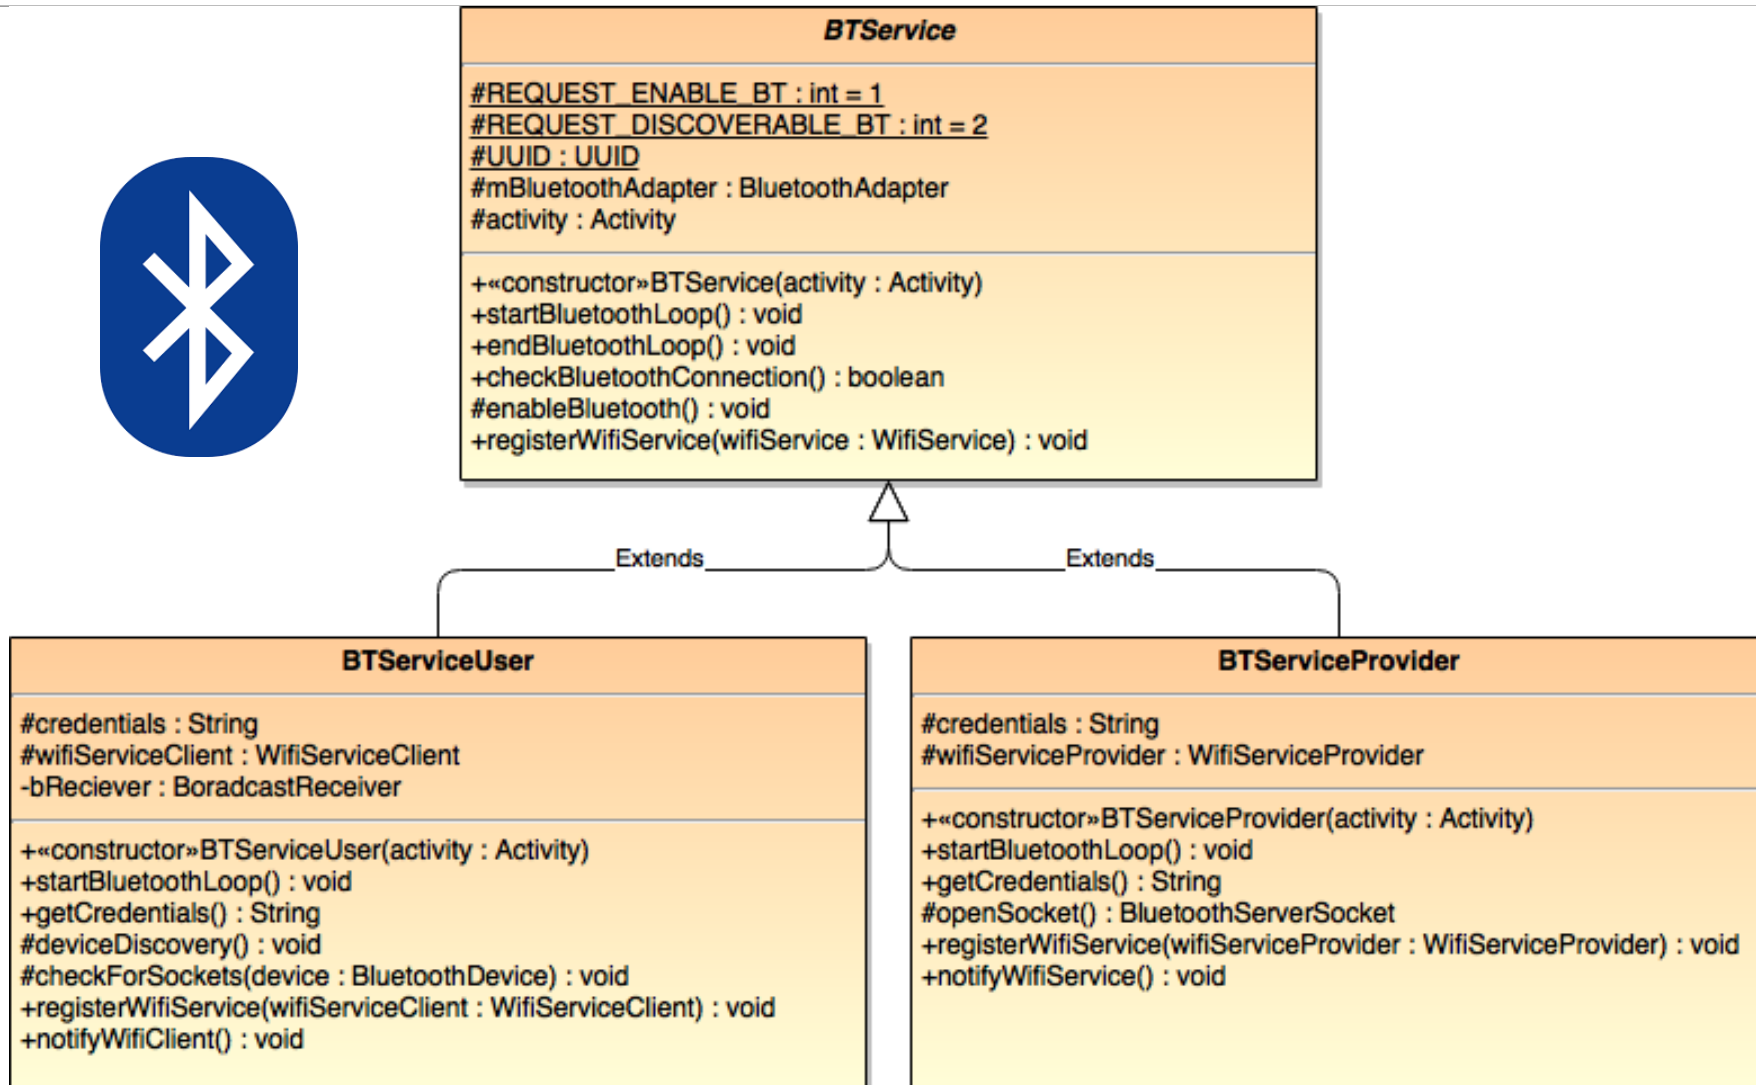 BTService
#REQUEST_ENABLE_BT : int = 1
#REQUEST_DISCOVERABLE_BT : int = 2
#UUID : UUID
#mBluetoothAdapter : BluetoothAdapter
#activity : Activity
+«constructor»BTService(activity : Activity)
+startBluetoothLoop() : void
+endBluetoothLoop() : void
+checkBluetoothConnection() : boolean
#enableBluetooth() : void
+registerWifiService(wifiService : WifiService) : void
Extends
Extends
BTServiceUser
#credentials : String
#wifiServiceClient : WifiServiceClient
-bReciever : BoradcastReceiver
+«constructor»BTServiceUser(activity : Activity)
+startBluetoothLoop() : void
+getCredentials() : String
#deviceDiscovery() : void
#checkForSockets(device : BluetoothDevice) : void
+registerWifiService(wifiServiceClient : WifiServiceClient) : void
+notifyWifiClient() : void
BTServiceProvider
#credentials : String
#wifiServiceProvider : WifiServiceProvider
+«constructor»BTServiceProvider(activity : Activity)
+startBluetoothLoop() : void
+getCredentials() : String
#openSocket() : BluetoothServerSocket
+registerWifiService(wifiServiceProvider : WifiServiceProvider) : void
+notifyWifiService() : void